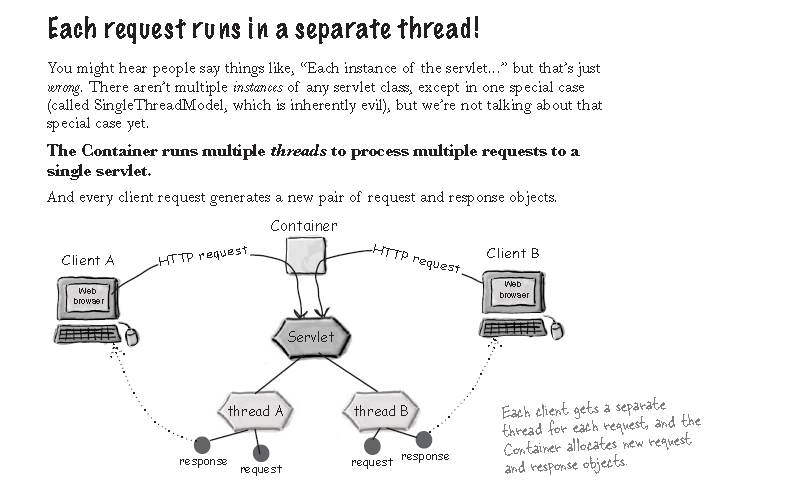 Each request runs in a separate thread!
You might hear people say things like, “Each instance of the servlet...” but that’s just
wrong. There aren’t multiple instances of any servlet class, except in one special case
(called SingleThreadModel, which is inherently evil), but we’re not talking about that
special case yet.
The Container runs multiple threads to process multiple requests to a
single servlet.
And every client request generates a new pair of request and response objects.
Container
Client A
HTTP request
HTTP request
Client B
Web
browser
Web
browser
Servlet
thread A
thread B
response
request
request
response
Each client gets a separate
thread for each request, and the
Container allocates new request
and response objects.